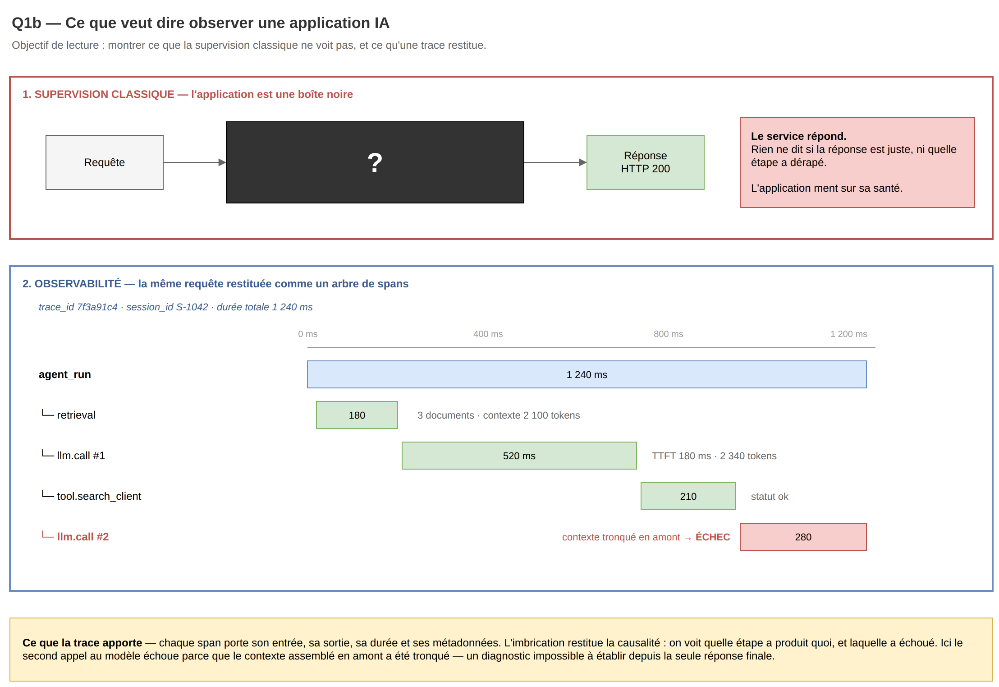 Q1b — Ce que veut dire observer une application IA
Objectif de lecture : montrer ce que la supervision classique ne voit pas, et ce qu'une trace restitue.
1. SUPERVISION CLASSIQUE — l'application est une boîte noire
Requête
?
Réponse
HTTP 200
Le service répond.
Rien ne dit si la réponse est juste, ni quelle
étape a dérapé.
L'application ment sur sa santé.
2. OBSERVABILITÉ — la même requête restituée comme un arbre de spans
trace_id 7f3a91c4 · session_id S-1042 · durée totale 1 240 ms
0 ms 400 ms 800 ms 1 200 ms
agent_run 1 240 ms
└─ retrieval 180 3 documents · contexte 2 100 tokens
└─ llm.call #1 520 ms TTFT 180 ms · 2 340 tokens
└─ tool.search_client 210 statut ok
└─ llm.call #2 contexte tronqué en amont → ÉCHEC 280
Ce que la trace apporte — chaque span porte son entrée, sa sortie, sa durée et ses métadonnées. L'imbrication restitue la causalité : on voit quelle étape a produit quoi, et laquelle a échoué. Ici le
second appel au modèle échoue parce que le contexte assemblé en amont a été tronqué — un diagnostic impossible à établir depuis la seule réponse finale.